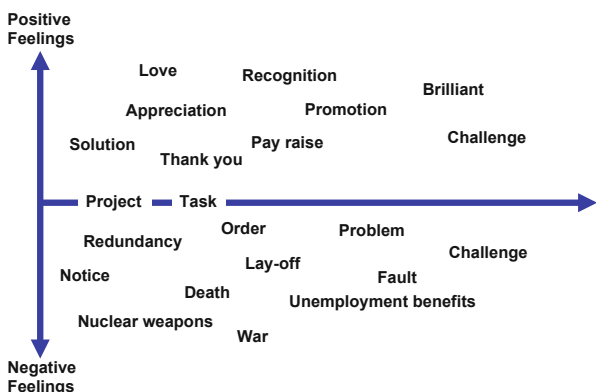 Positive
Feelings
Love
Recognition
Brilliant
Appreciation
Promotion
Solution
Pay raise
Challenge
Thank you
Project
Task
Order
Problem
Redundancy
Challenge
Lay-off
Notice
Fault
Death
Unemployment benefits
Nuclear weapons
War
Negative
Feelings